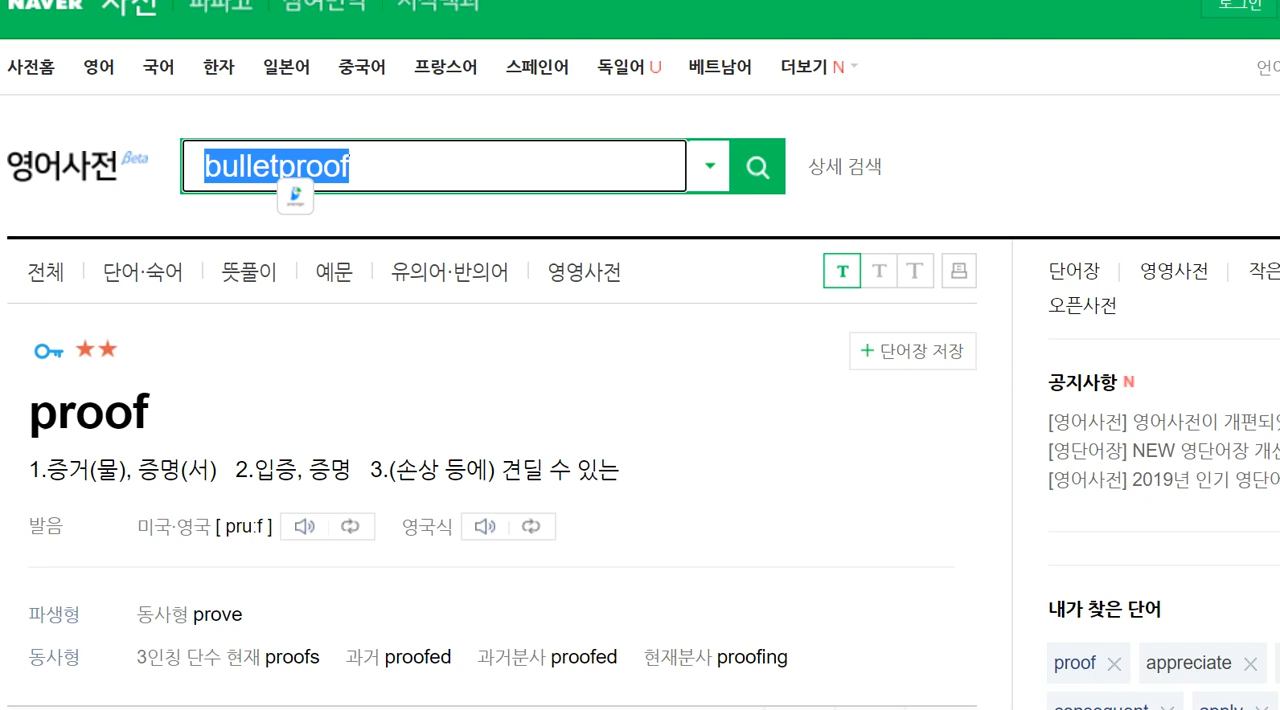 NAVER 사전 파파고
로그인
사전홈 영어 국어 한자 일본어 중국어 프랑스어 스페인어 독일어 U 베트남어 더보기 N
영어사전 Beta bulletproof 상세 검색
전체 단어·숙어 뜻풀이 예문 유의어·반의어 영영사전 T T T
단어장 영영사전 작은
오픈사전
+ 단어장 저장
proof
1.증거(물), 증명(서) 2.입증, 증명 3.(손상 등에) 견딜 수 있는
발음 미국·영국 [ pruːf ] 영국식
파생형 동사형 prove
동사형 3인칭 단수 현재 proofs 과거 proofed 과거분사 proofed 현재분사 proofing
공지사항 N
[영어사전] 영어사전이 개편되었
[영단어장] NEW 영단어장 개선
[영어사전] 2019년 인기 영단어
내가 찾은 단어
proof appreciate
consequent apply